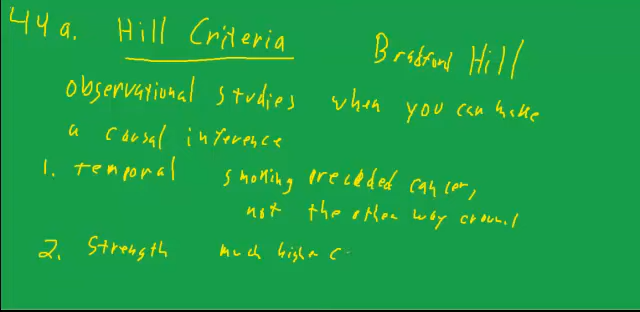 44a. Hill Criteria Bradford Hill
observational studies when you can make
a causal inference
1. temporal smoking preceded cancer,
not the other way around
2. Strength much higher c